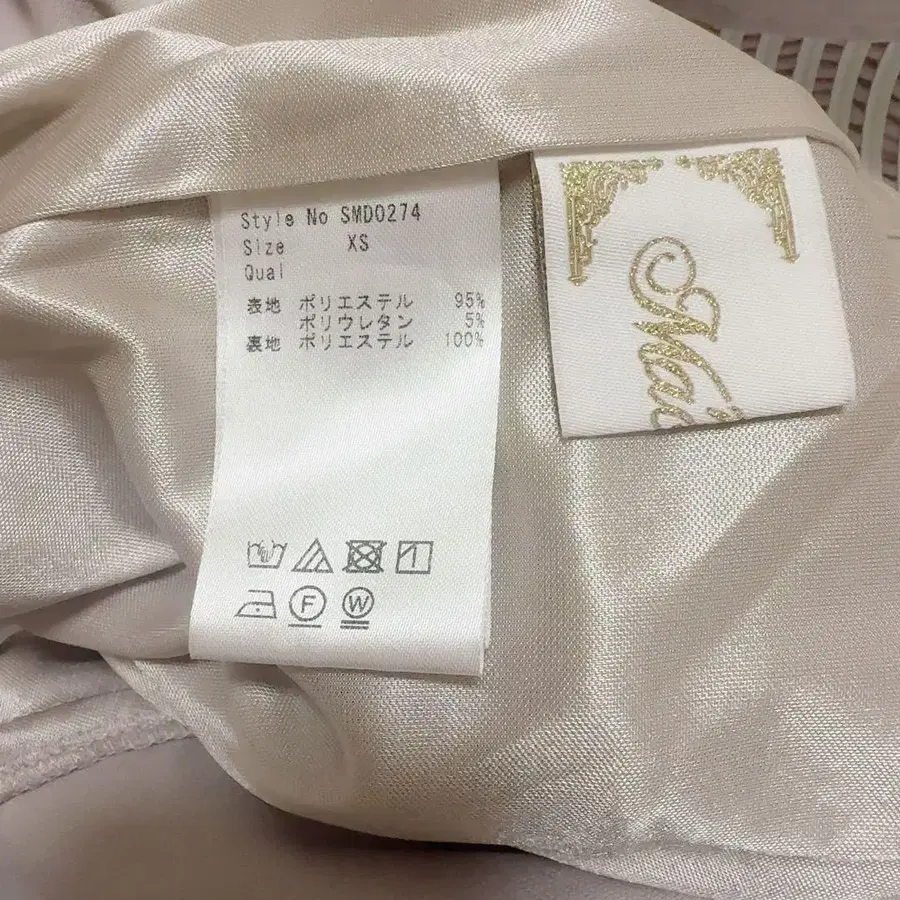 Style No SMD0274
Size XS
Qual
表地 ポリエステル 95%
ポリウレタン 5%
裏地 ポリエステル 100%
F
W